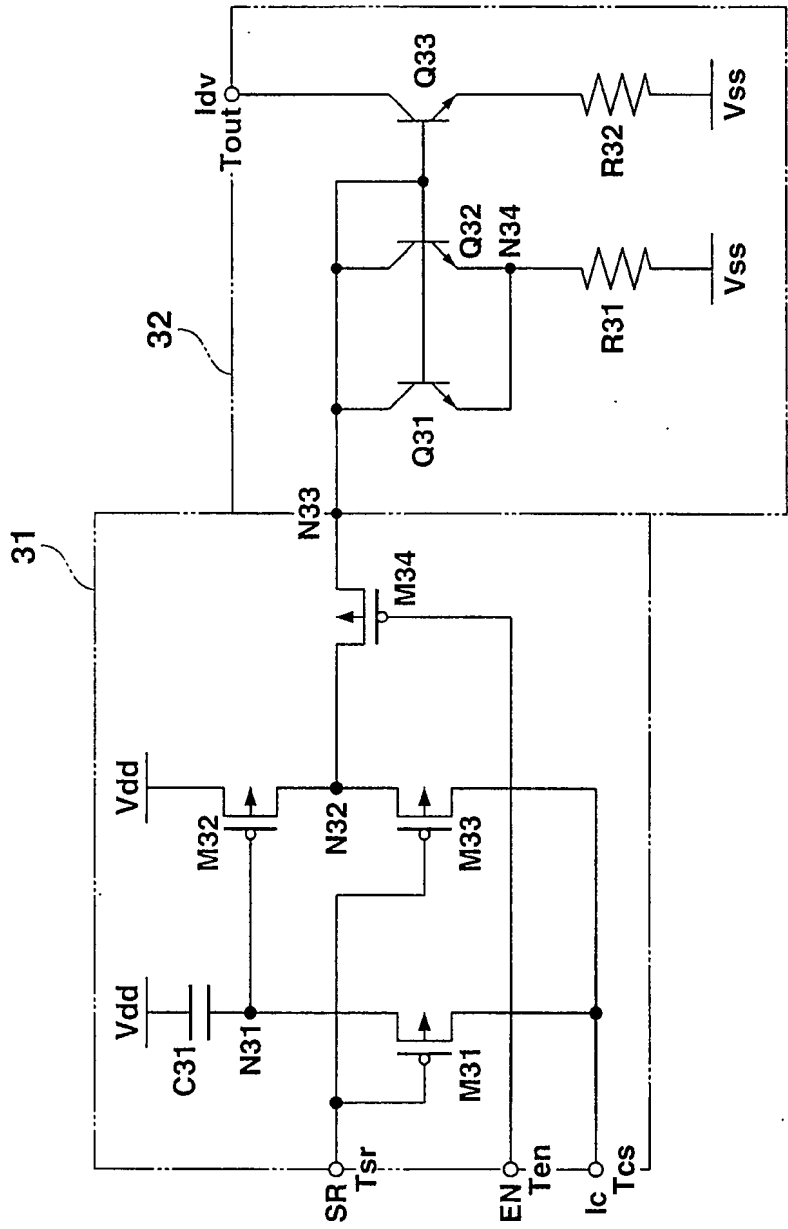 31
32
Vdd
Vdd
C31
N31
M32
N32
M31
M33
M34
N33
SR
Tsr
EN
Ten
Ic
Tcs
Idv
Tout
Q31
Q32
Q33
N34
R31
R32
Vss
Vss